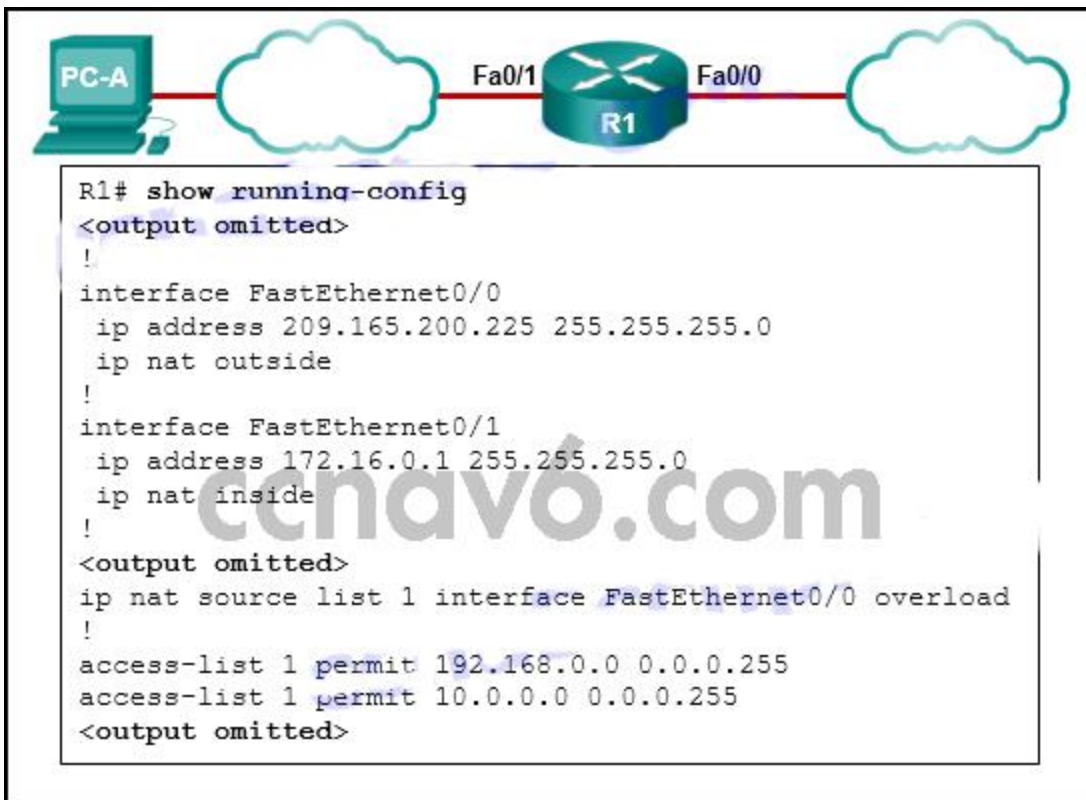 PC-A
Fa0/1
Fa0/0
R1
R1# show running-config
<output omitted>
!
interface FastEthernet0/0
ip address 209.165.200.225 255.255.255.0
ip nat outside
!
interface FastEthernet0/1
ip address 172.16.0.1 255.255.255.0
ip nat inside
!
<output omitted>
ip nat source list 1 interface FastEthernet0/0 overload
!
access-list 1 permit 192.168.0.0 0.0.0.255
access-list 1 permit 10.0.0.0 0.0.0.255
<output omitted>
ccnav6.com